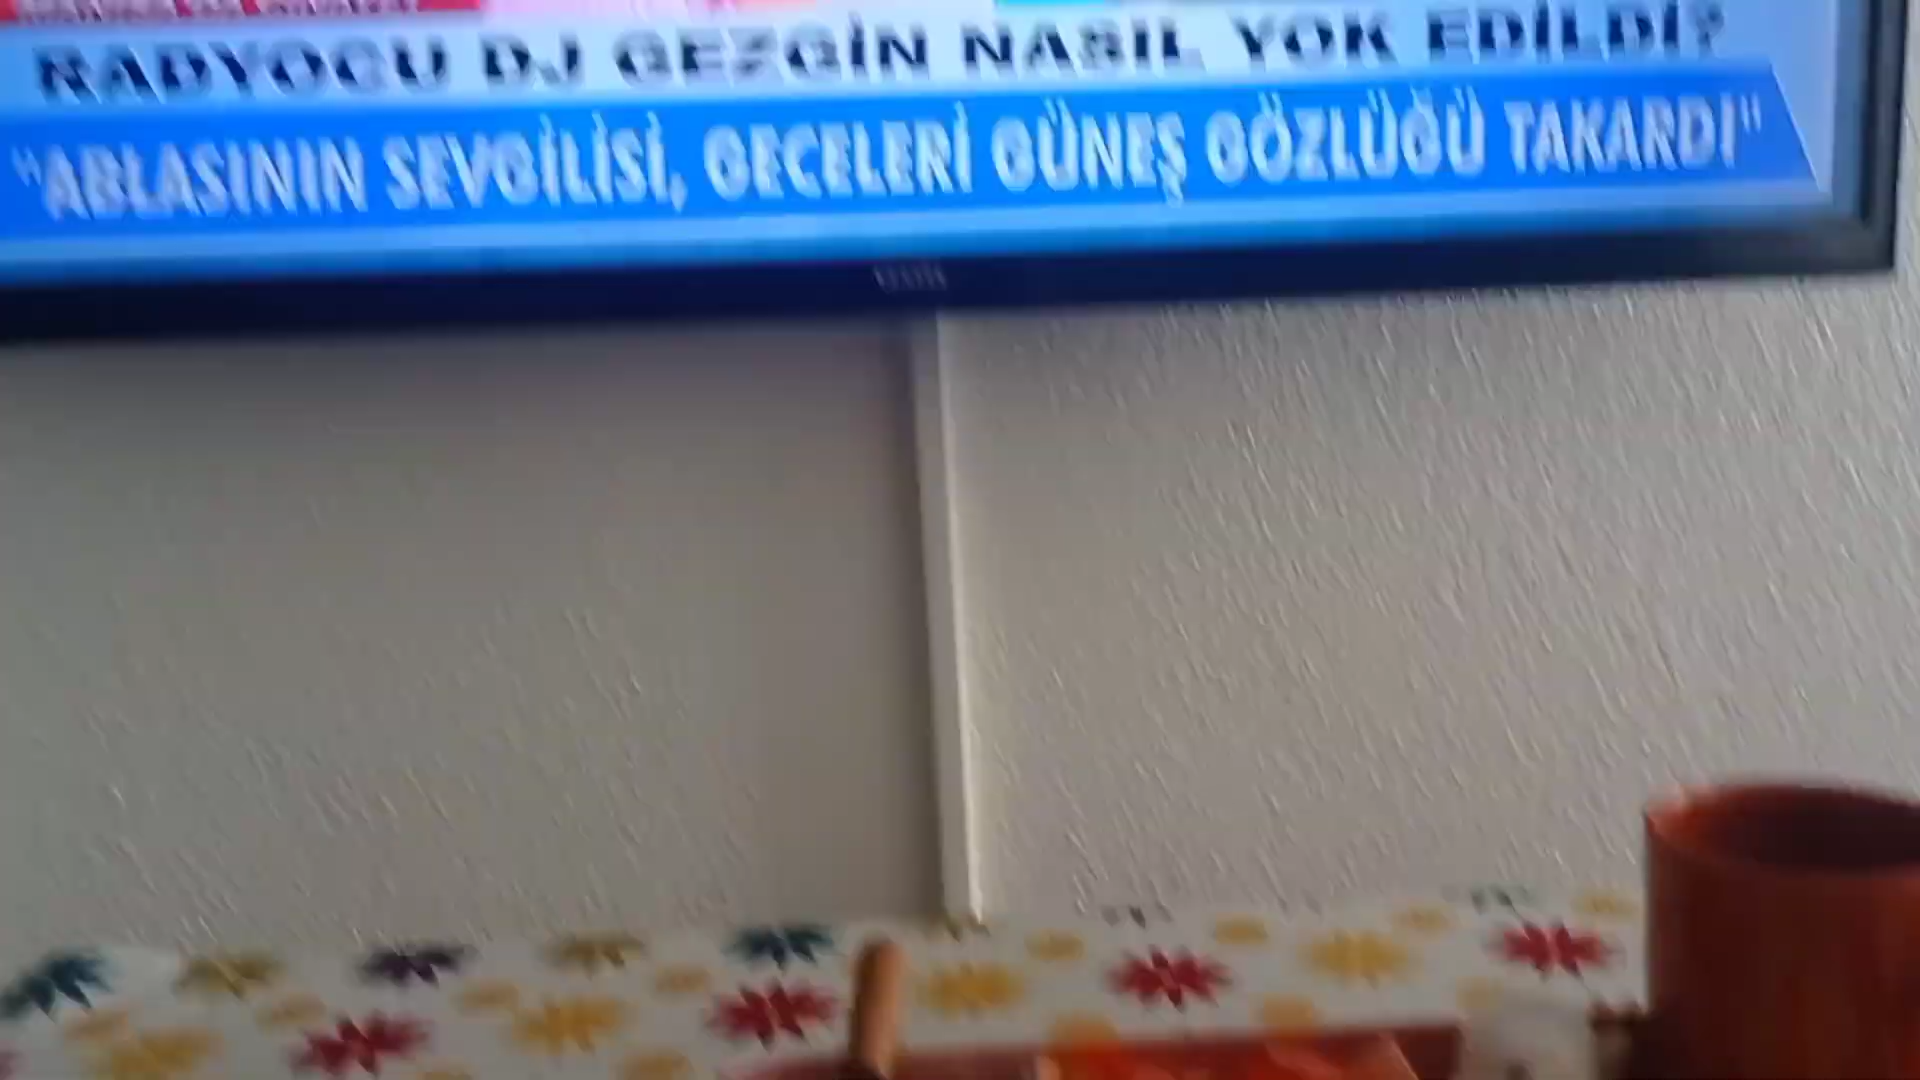 RADYOCU DJ GEZGİN NASIL YOK EDİLDİ?
"ABLASININ SEVGİLİSİ, GECELERİ GÜNEŞ GÖZLÜĞÜ TAKARDI"